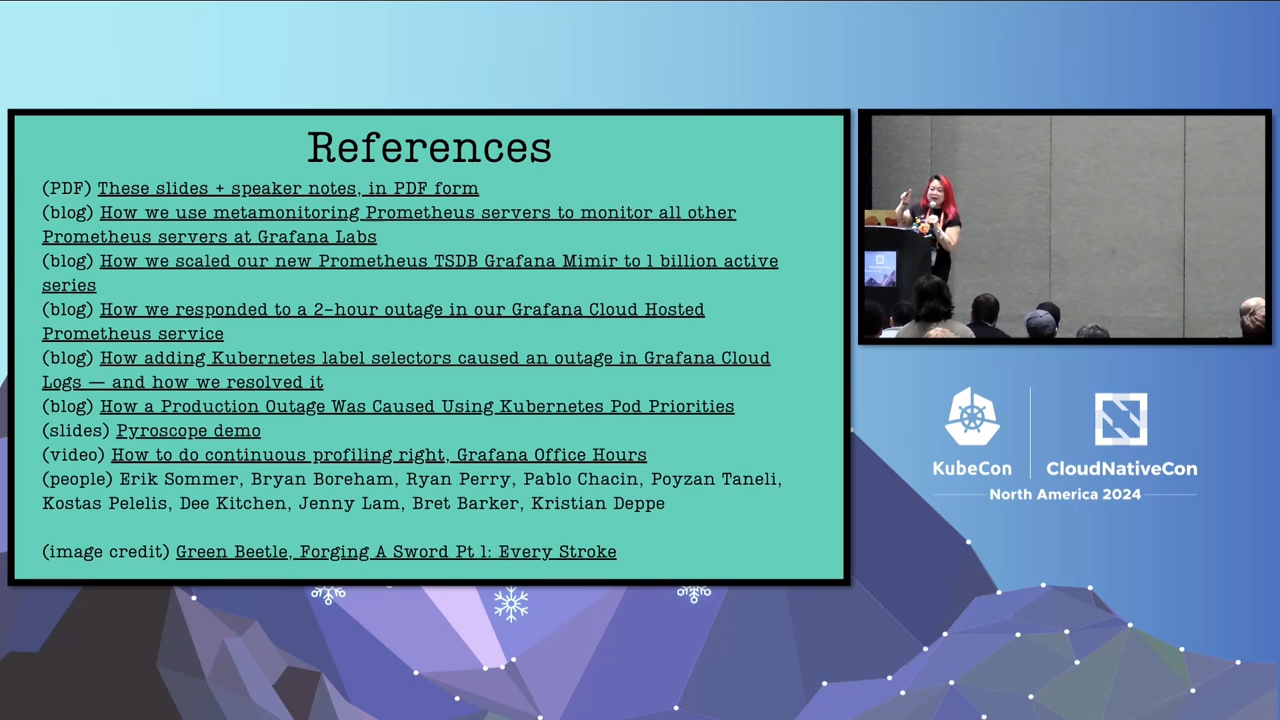 References
(PDF) These slides + speaker notes, in PDF form
(blog) How we use metamonitoring Prometheus servers to monitor all other
Prometheus servers at Grafana Labs
(blog) How we scaled our new Prometheus TSDB Grafana Mimir to 1 billion active
series
(blog) How we responded to a 2-hour outage in our Grafana Cloud Hosted
Prometheus service
(blog) How adding Kubernetes label selectors caused an outage in Grafana Cloud
Logs — and how we resolved it
(blog) How a Production Outage Was Caused Using Kubernetes Pod Priorities
(slides) Pyroscope demo
(video) How to do continuous profiling right, Grafana Office Hours
(people) Erik Sommer, Bryan Boreham, Ryan Perry, Pablo Chacin, Poyzan Taneli,
Kostas Pelelis, Dee Kitchen, Jenny Lam, Bret Barker, Kristian Deppe
(image credit) Green Beetle, Forging A Sword Pt 1: Every Stroke
KubeCon
CloudNativeCon
North America 2024